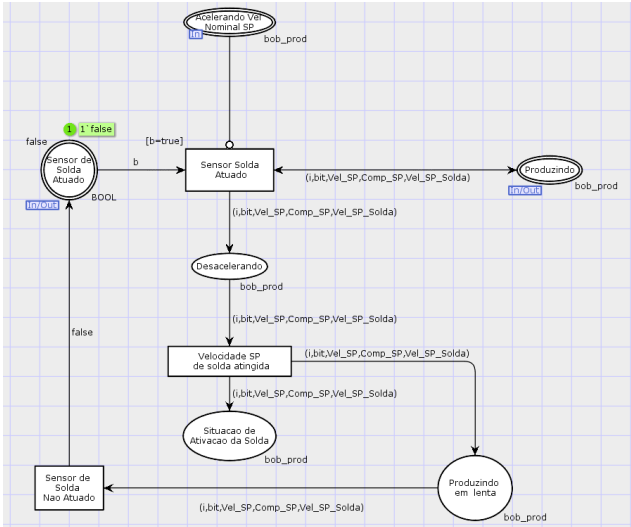 Acelerando Vel
Nominal SP
In
bob_prod
1
1`false
false
[b=true]
Sensor de
Solda
Atuado
b
Sensor Solda
Atuado
Produzindo
(i,bit,Vel_SP,Comp_SP,Vel_SP_Solda)
In/Out
BOOL
In/Out
bob_prod
(i,bit,Vel_SP,Comp_SP,Vel_SP_Solda)
Desacelerando
bob_prod
(i,bit,Vel_SP,Comp_SP,Vel_SP_Solda)
false
Velocidade SP
de solda atingida
(i,bit,Vel_SP,Comp_SP,Vel_SP_Solda)
(i,bit,Vel_SP,Comp_SP,Vel_SP_Solda)
Situacao de
Ativacao da Solda
bob_prod
Sensor de
Solda
Nao Atuado
Produzindo
em lenta
(i,bit,Vel_SP,Comp_SP,Vel_SP_Solda)
bob_prod